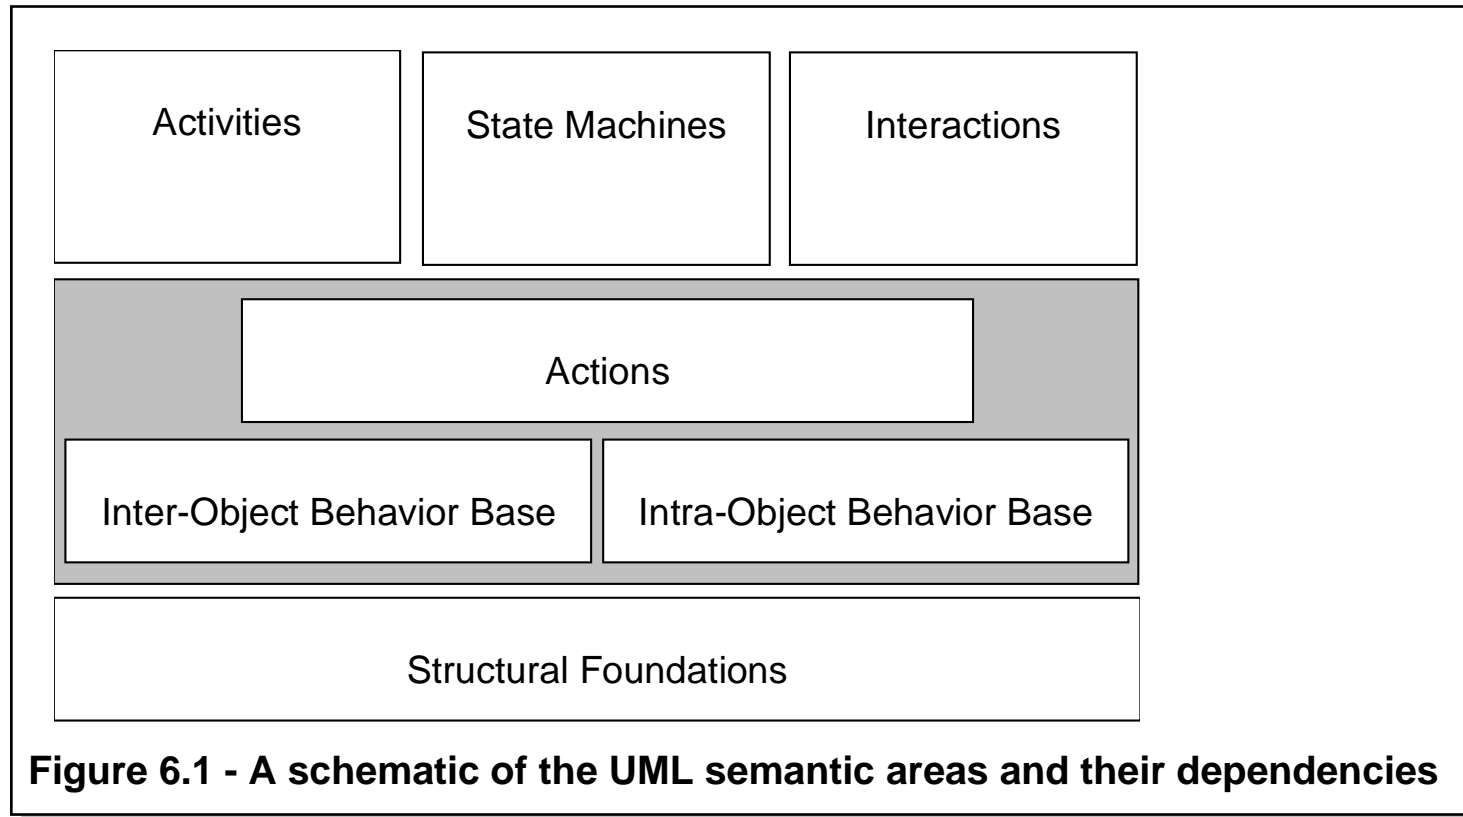 Activities
State Machines
Interactions
Actions
Inter-Object Behavior Base
Intra-Object Behavior Base
Structural Foundations
Figure 6.1 - A schematic of the UML semantic areas and their dependencies